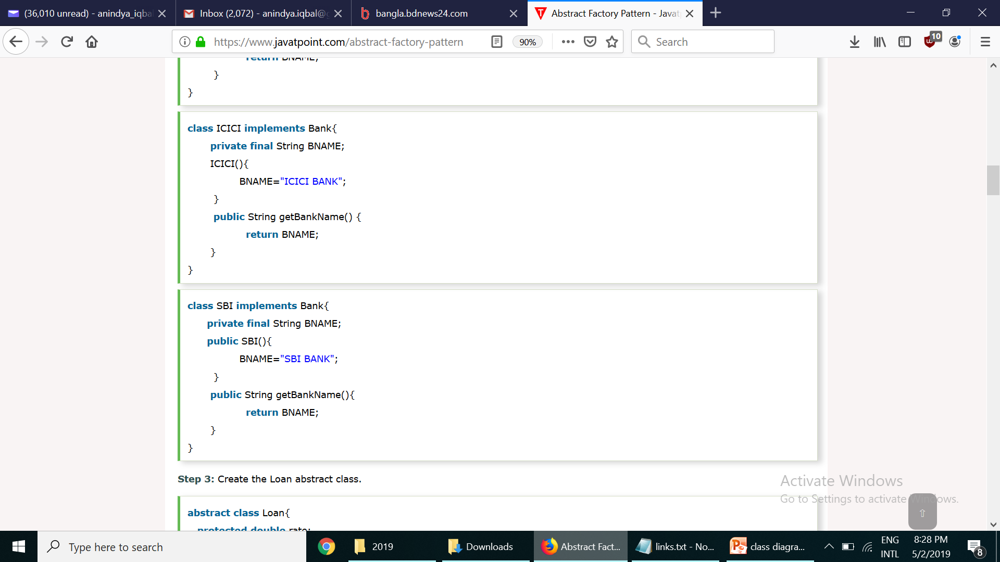 (36,010 unread) - anindya_iqba
Inbox (2,072) - anindya.iqbal@
bangla.bdnews24.com
Abstract Factory Pattern - Javat
https://www.javatpoint.com/abstract-factory-pattern
90%
Search
10
return BNAME;
}
}
class ICICI implements Bank{
private final String BNAME;
ICICI(){
BNAME="ICICI BANK";
}
public String getBankName() {
return BNAME;
}
}
class SBI implements Bank{
private final String BNAME;
public SBI(){
BNAME="SBI BANK";
}
public String getBankName(){
return BNAME;
}
}
Step 3: Create the Loan abstract class.
abstract class Loan{
protected double rate;
Activate Windows
Go to Settings to activate Windows.
Type here to search
2019
Downloads
Abstract Fact...
links.txt - No...
class diagra...
ENG
INTL
8:28 PM
5/2/2019
8